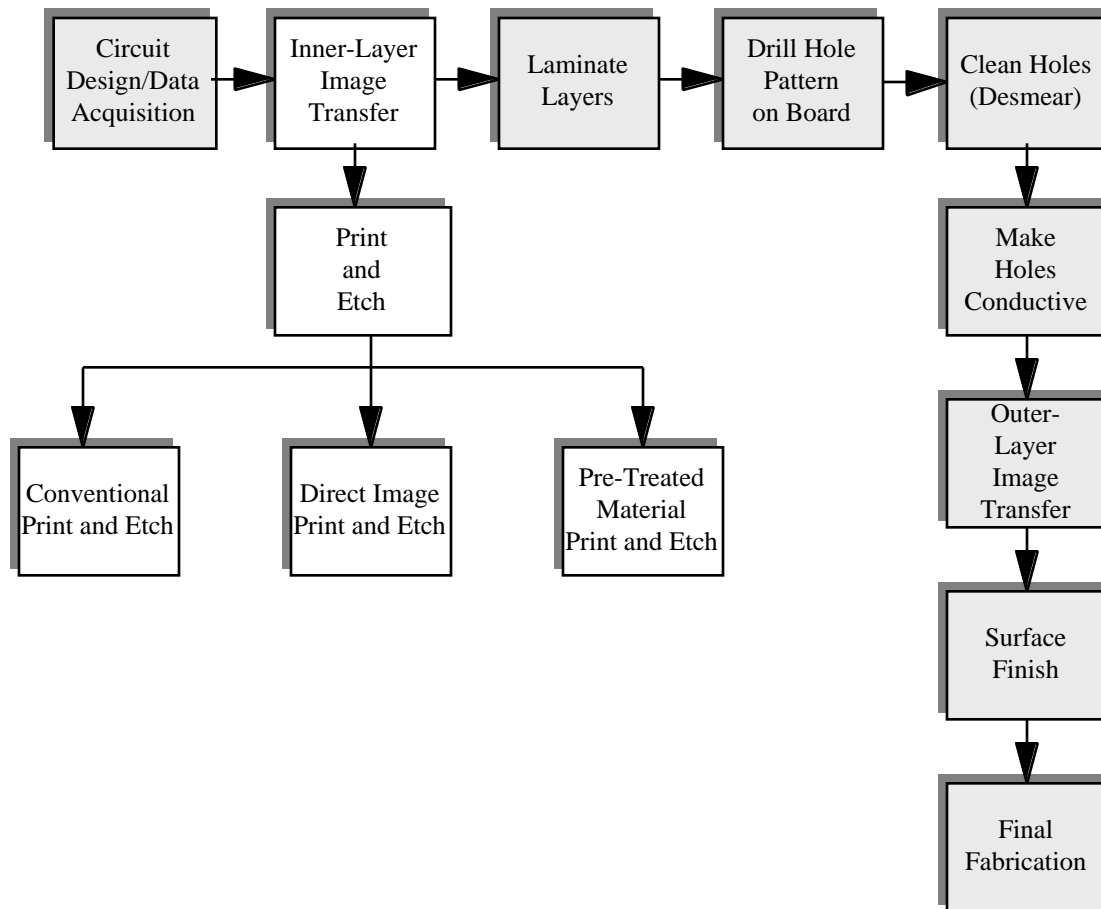 Circuit
Design/Data
Acquisition
Inner-Layer
Image
Transfer
Laminate
Layers
Drill Hole
Pattern
on Board
Clean Holes
(Desmear)
Print
and
Etch
Make
Holes
Conductive
Conventional
Print and Etch
Direct Image
Print and Etch
Pre-Treated
Material
Print and Etch
Outer-
Layer
Image
Transfer
Surface
Finish
Final
Fabrication